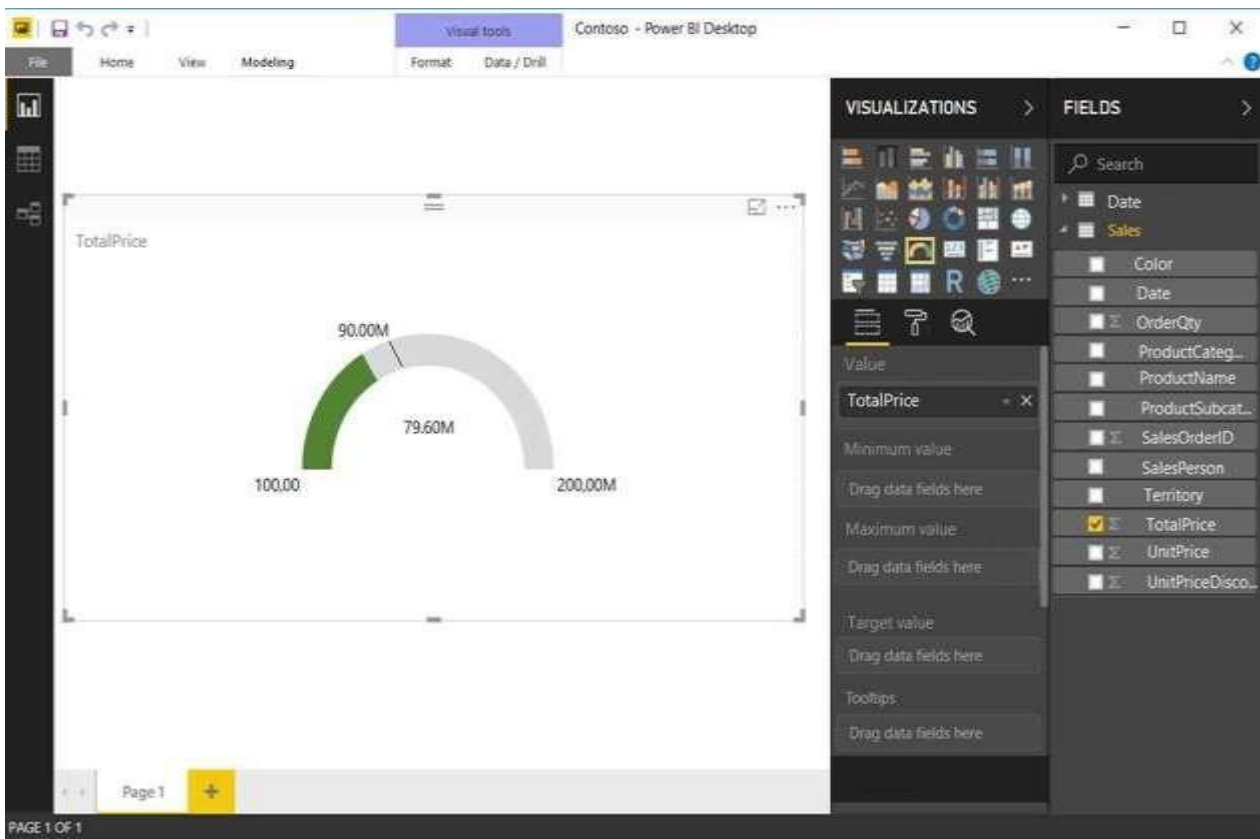 Visual tools
Contoso - Power BI Desktop
File
Home
View
Modeling
Format
Data / Drill
VISUALIZATIONS
FIELDS
Search
Date
Sales
Color
Date
Σ OrderQty
ProductCateg...
ProductName
ProductSubcat...
Σ SalesOrderID
SalesPerson
Territory
Σ TotalPrice
Σ UnitPrice
Σ UnitPriceDisco...
R
Value
TotalPrice
Minimum value
Drag data fields here
Maximum value
Drag data fields here
Target value
Drag data fields here
Tooltips
Drag data fields here
TotalPrice
90.00M
79.60M
100,00
200,00M
Page 1
PAGE 1 OF 1